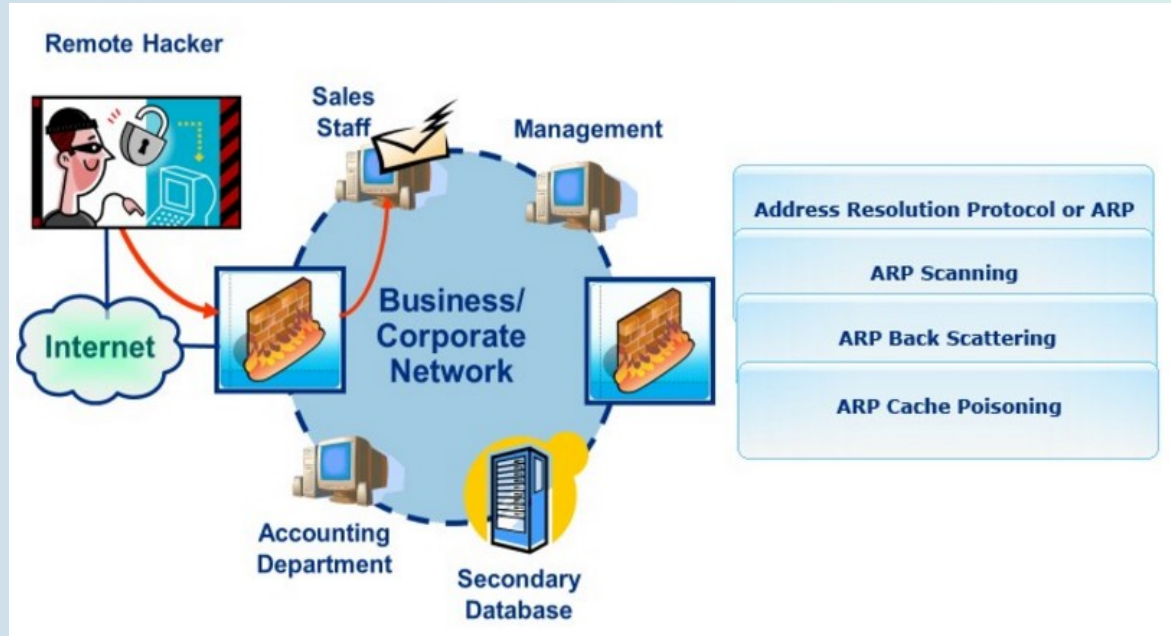 Remote Hacker
Sales
Staff
Management
Internet
Business/
Corporate
Network
Accounting
Department
Secondary
Database
Address Resolution Protocol or ARP
ARP Scanning
ARP Back Scattering
ARP Cache Poisoning